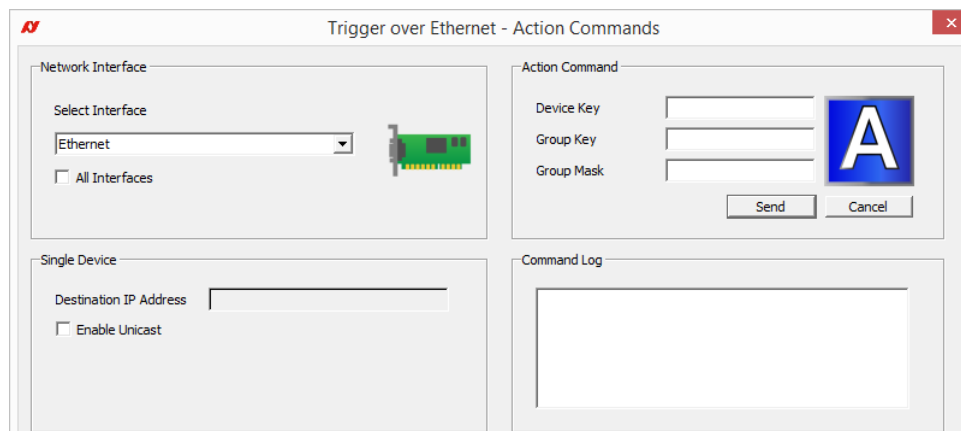 Trigger over Ethernet - Action Commands
Network Interface
Select Interface
Ethernet
All Interfaces
Action Command
Device Key
Group Key
Group Mask
A
Send Cancel
Single Device
Destination IP Address
Enable Unicast
Command Log